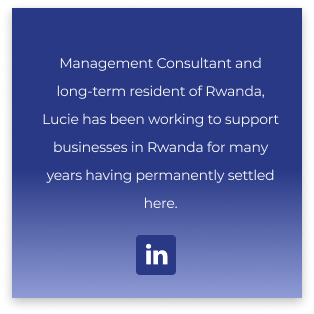 Management Consultant and
long-term resident of Rwanda,
Lucie has been working to support
businesses in Rwanda for many
years having permanently settled
here.
in